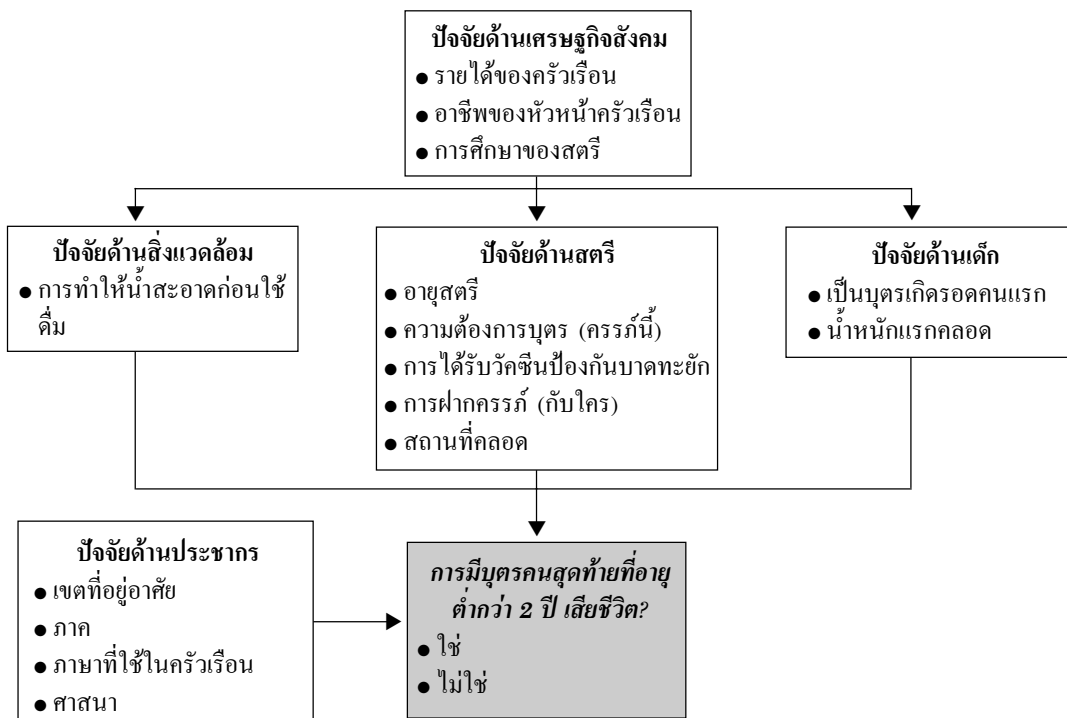 ปัจจัยด้านเศรษฐกิจสังคม
● รายได้ของครัวเรือน
● อาชีพของหัวหน้าครัวเรือน
● การศึกษาของสตรี
ปัจจัยด้านสิ่งแวดล้อม
● การทำให้น้ำสะอาดก่อนใช้
ดื่ม
ปัจจัยด้านสตรี
● อายุสตรี
● ความต้องการบุตร (ครรภ์นี้)
● การได้รับวัคซีนป้องกันบาดทะยัก
● การฝากครรภ์ (กับใคร)
● สถานที่คลอด
ปัจจัยด้านเด็ก
● เป็นบุตรเกิดรอดคนแรก
● น้ำหนักแรกคลอด
ปัจจัยด้านประชากร
● เขตที่อยู่อาศัย
● ภาค
● ภาษาที่ใช้ในครัวเรือน
● ศาสนา
การมีบุตรคนสุดท้ายที่อายุ
ต่ำกว่า 2 ปี เสียชีวิต?
● ใช่
● ไม่ใช่